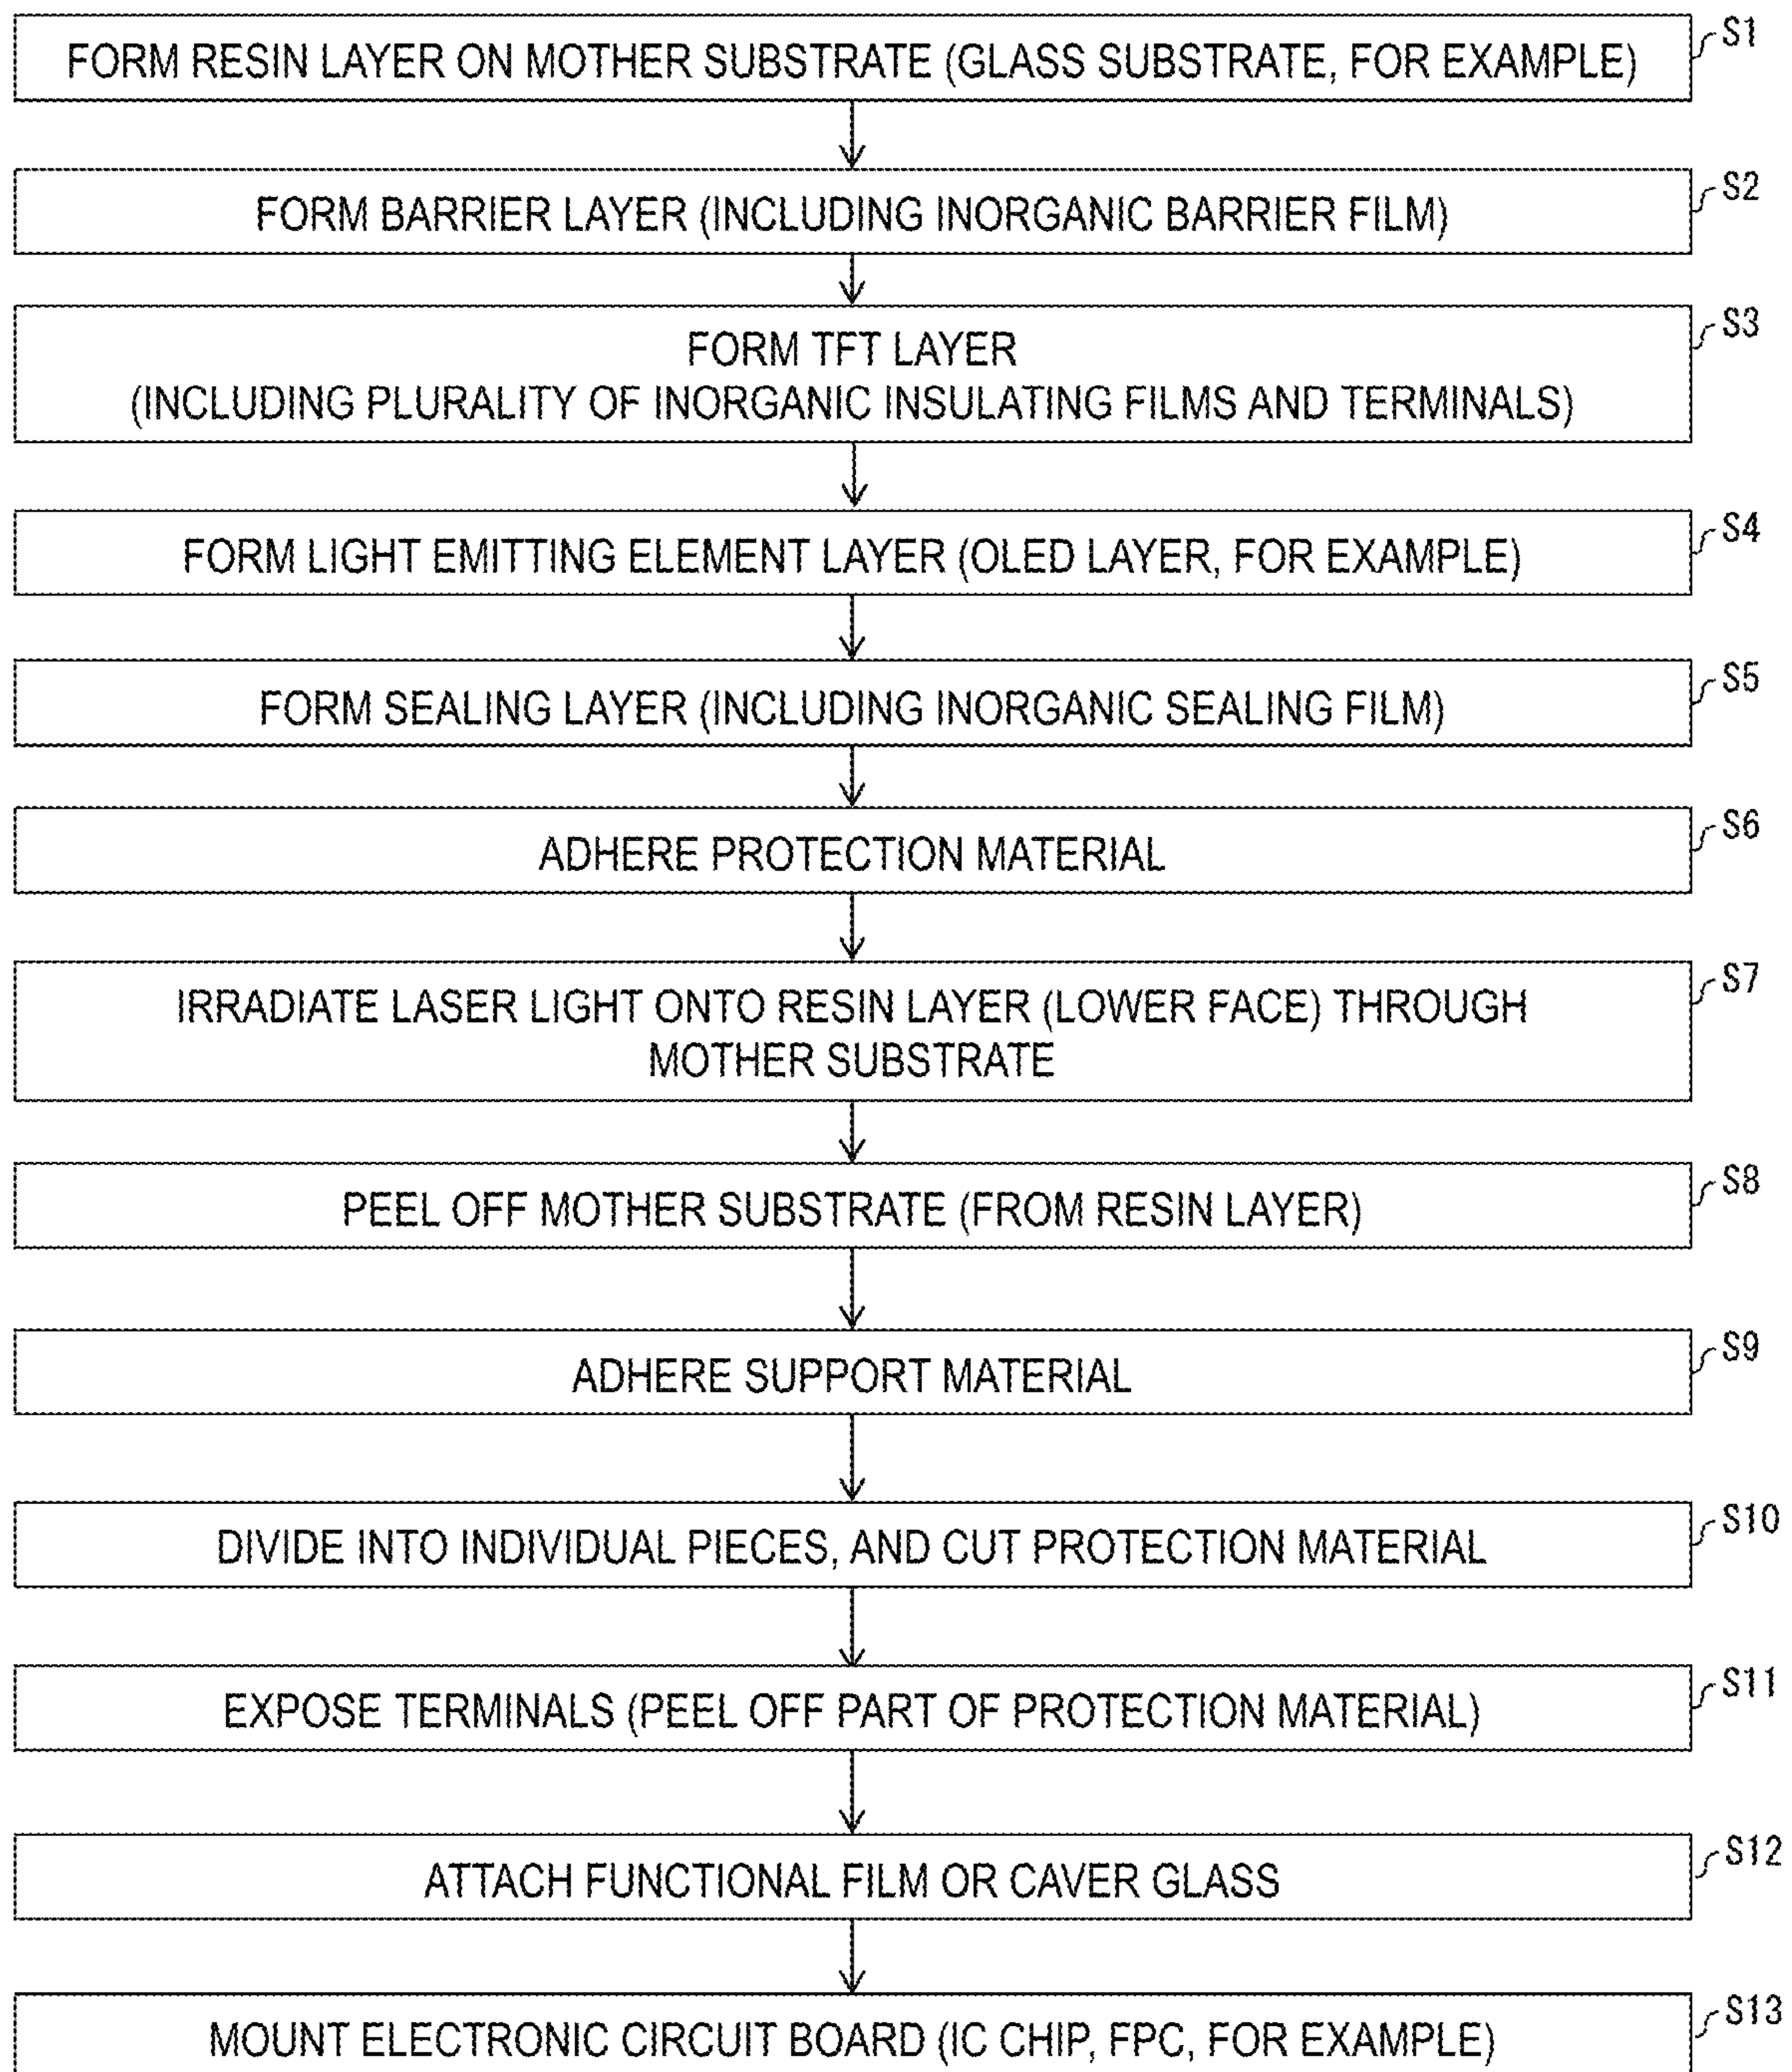 FORM RESIN LAYER ON MOTHER SUBSTRATE (GLASS SUBSTRATE, FOR EXAMPLE)
S1
FORM BARRIER LAYER (INCLUDING INORGANIC BARRIER FILM)
S2
FORM TFT LAYER
(INCLUDING PLURALITY OF INORGANIC INSULATING FILMS AND TERMINALS)
S3
FORM LIGHT EMITTING ELEMENT LAYER (OLED LAYER, FOR EXAMPLE)
S4
FORM SEALING LAYER (INCLUDING INORGANIC SEALING FILM)
S5
ADHERE PROTECTION MATERIAL
S6
IRRADIATE LASER LIGHT ONTO RESIN LAYER (LOWER FACE) THROUGH
MOTHER SUBSTRATE
S7
PEEL OFF MOTHER SUBSTRATE (FROM RESIN LAYER)
S8
ADHERE SUPPORT MATERIAL
S9
DIVIDE INTO INDIVIDUAL PIECES, AND CUT PROTECTION MATERIAL
S10
EXPOSE TERMINALS (PEEL OFF PART OF PROTECTION MATERIAL)
S11
ATTACH FUNCTIONAL FILM OR CAVER GLASS
S12
MOUNT ELECTRONIC CIRCUIT BOARD (IC CHIP, FPC, FOR EXAMPLE)
S13